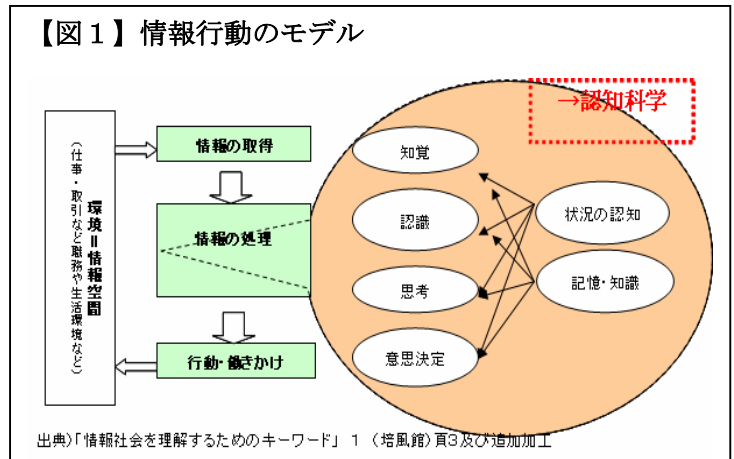 【図１】情報行動のモデル
→認知科学
環境＝情報空間
（仕事・取引など職務や生活環境など）
情報の取得
情報の処理
行動・働きかけ
知覚
認識
思考
意思決定
状況の認知
記憶・知識
出典）「情報社会を理解するためのキーワード」　１　（培風館）頁３及び追加加工